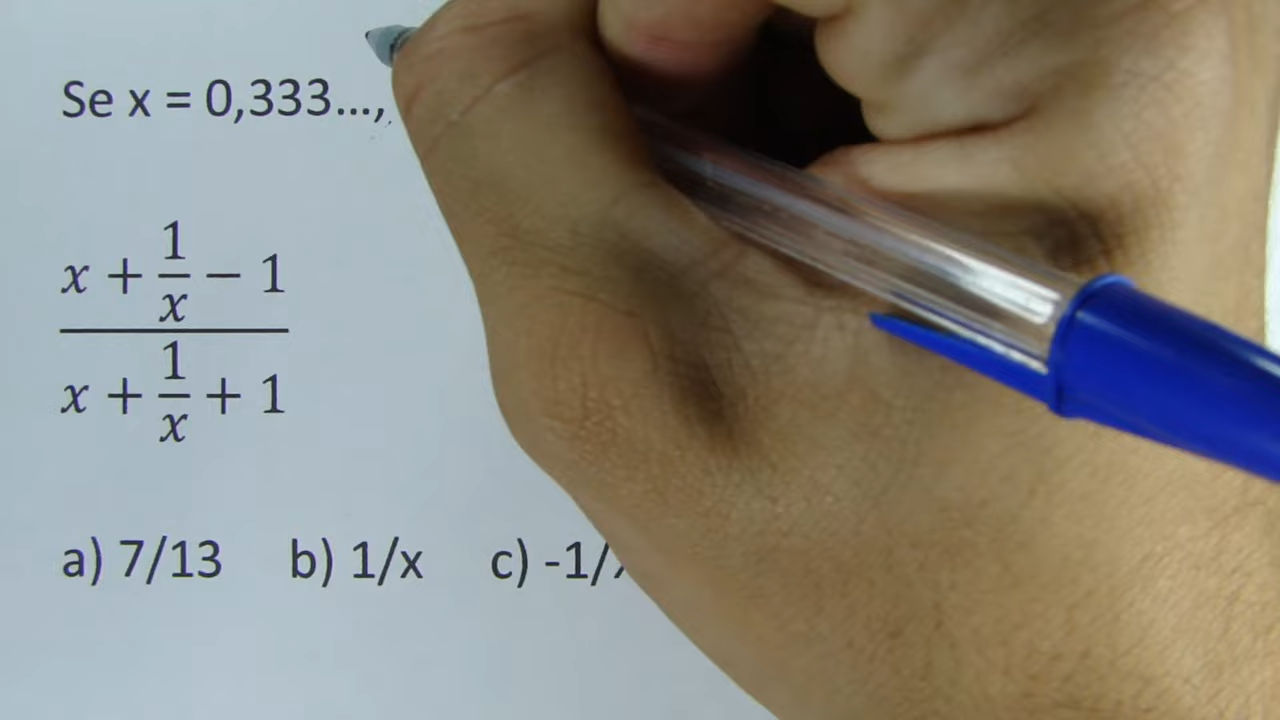 Se x = 0,333...,
x + 1/x − 1
x + 1/x + 1
a) 7/13 b) 1/x c) -1/